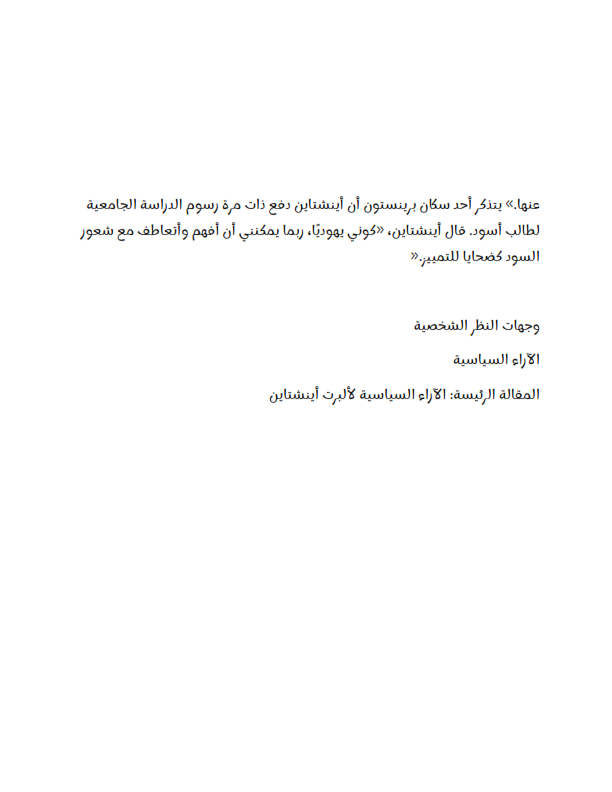 عنها.» يتذكر أحد سكان برينستون أن أينشتاين دفع ذات مرة رسوم الدراسة الجامعية
لطالب أسود. قال أينشتاين، «كوني يهوديًا، ربما يمكنني أن أفهم وأتعاطف مع شعور
السود كضحايا للتمييز.«
وجهات النظر الشخصية
الآراء السياسية
المقالة الرئيسة: الآراء السياسية لألبرت أينشتاين